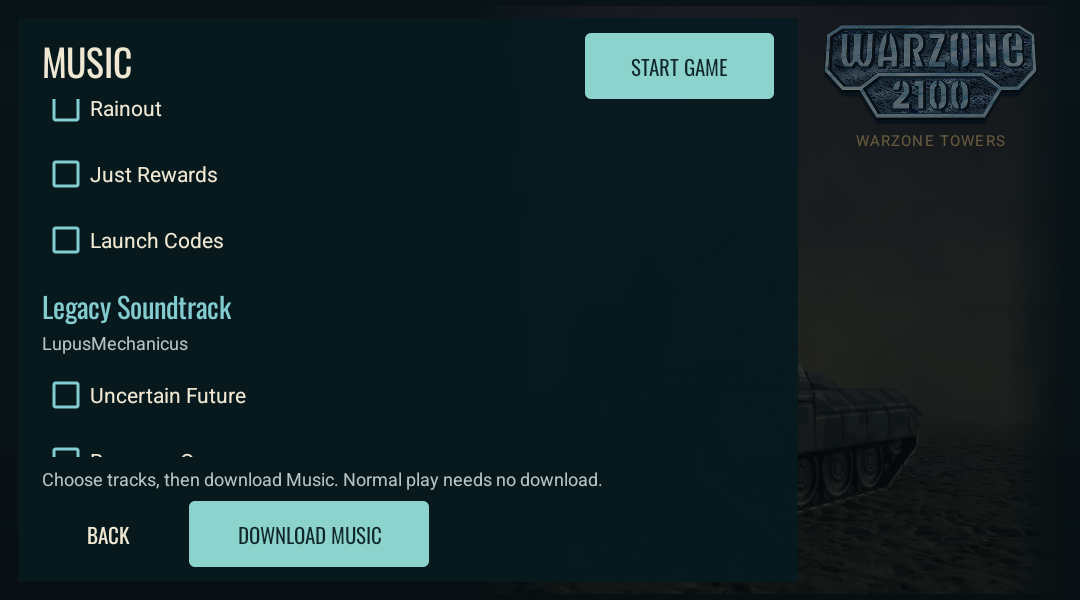 MUSIC
START GAME
Rainout
Just Rewards
Launch Codes
Legacy Soundtrack
LupusMechanicus
Uncertain Future
Choose tracks, then download Music. Normal play needs no download.
BACK
DOWNLOAD MUSIC
WARZONE
2100
WARZONE TOWERS